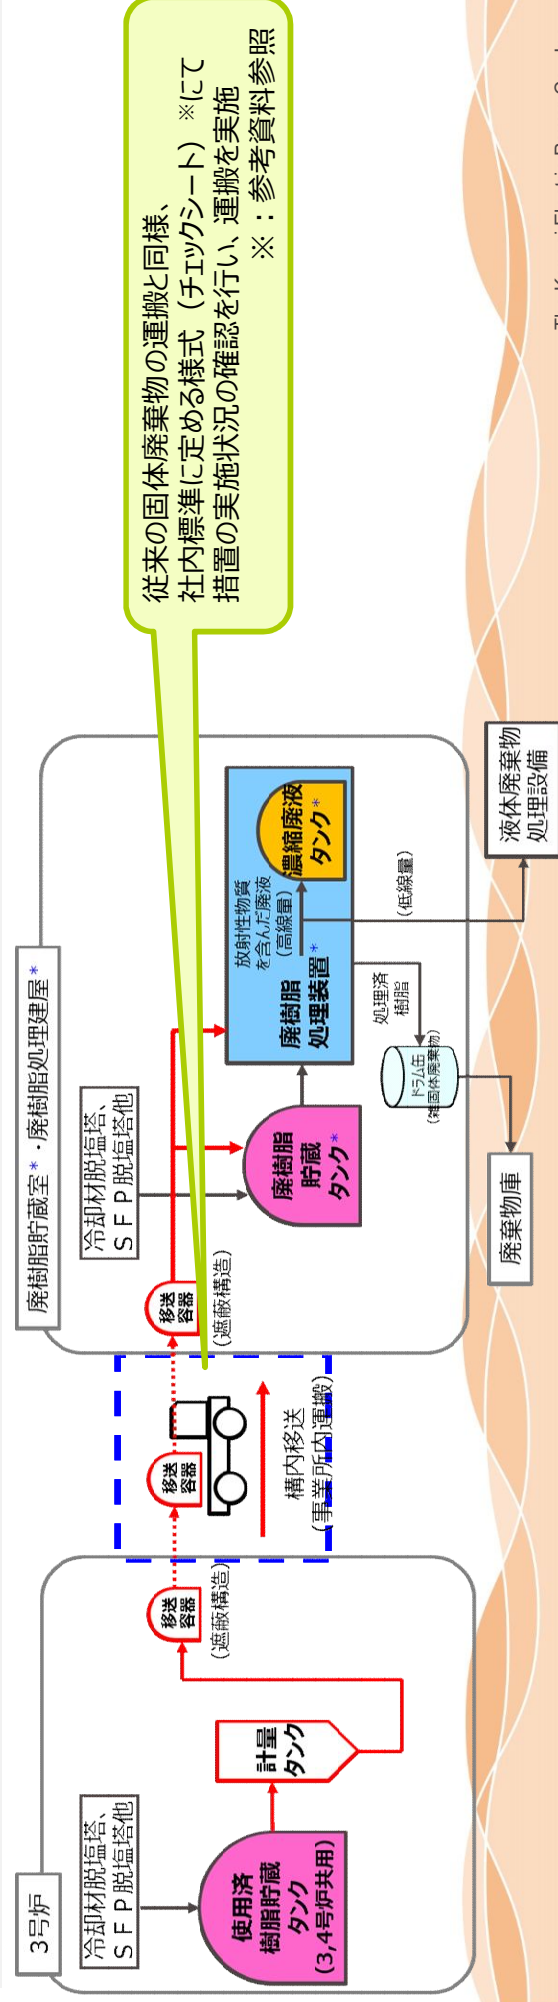 3号炉
冷却材脱塩塔、
ＳＦＰ脱塩塔他
使用済
樹脂貯蔵
タンク
(3,4号炉共用)
計量
タンク
移送
容器
(遮蔽構造)
移送
容器
構内移送
(事業所内運搬)
廃樹脂貯蔵室*・廃樹脂処理建屋*
冷却材脱塩塔、
ＳＦＰ脱塩塔他
移送
容器
(遮蔽構造)
廃樹脂
貯蔵
タンク*
廃樹脂
処理装置*
放射性物質
を含んだ廃液
(高線量)
濃縮廃液
タンク*
(低線量)
処理済
樹脂
ドラム缶
(雑固体廃棄物)
廃棄物庫
液体廃棄物
処理設備
従来の固体廃棄物の運搬と同様、
社内標準に定める様式（チェックシート）※にて
措置の実施状況の確認を行い、運搬を実施
※：参考資料参照